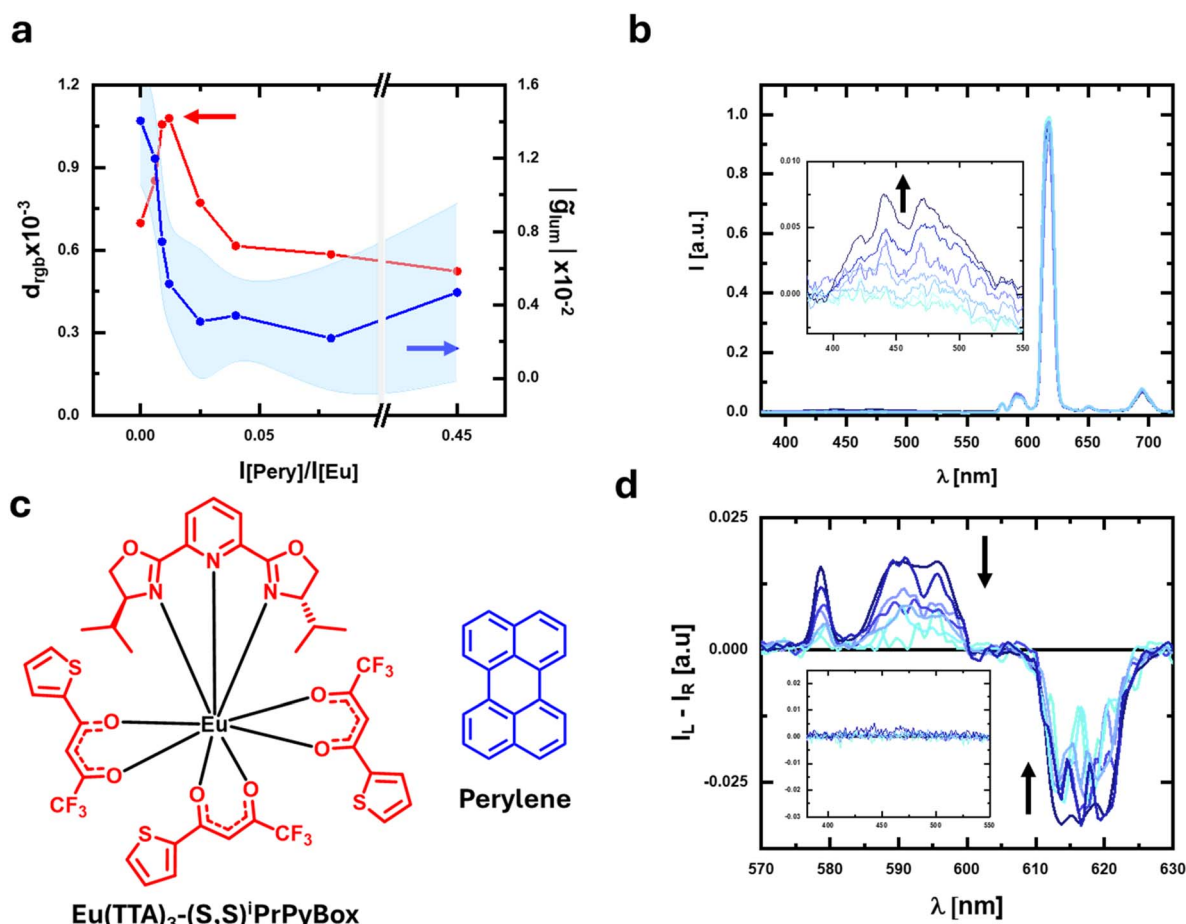 a
1.2
0.9
0.6
0.3
0.0
d_rgb x10^-3
1.6
1.2
0.8
0.4
0.0
|g̃_lum| x10^-2
0.00 0.05 0.45
I[Pery]/I[Eu]
b
1.0
0.8
0.6
0.4
0.2
0.0
I [a.u.]
0.010
0.005
0.000
400 450 500 550
400 450 500 550 600 650 700
λ [nm]
c
O N O
N N
S CF3
O O
Eu
O O
CF3 O O S
S CF3
Perylene
Eu(TTA)3-(S,S)^iPrPyBox
d
0.025
0.000
-0.025
I_L - I_R [a.u]
0.02
0.01
0.00
-0.01
-0.02
-0.03
400 450 500 550
570 580 590 600 610 620 630
λ [nm]